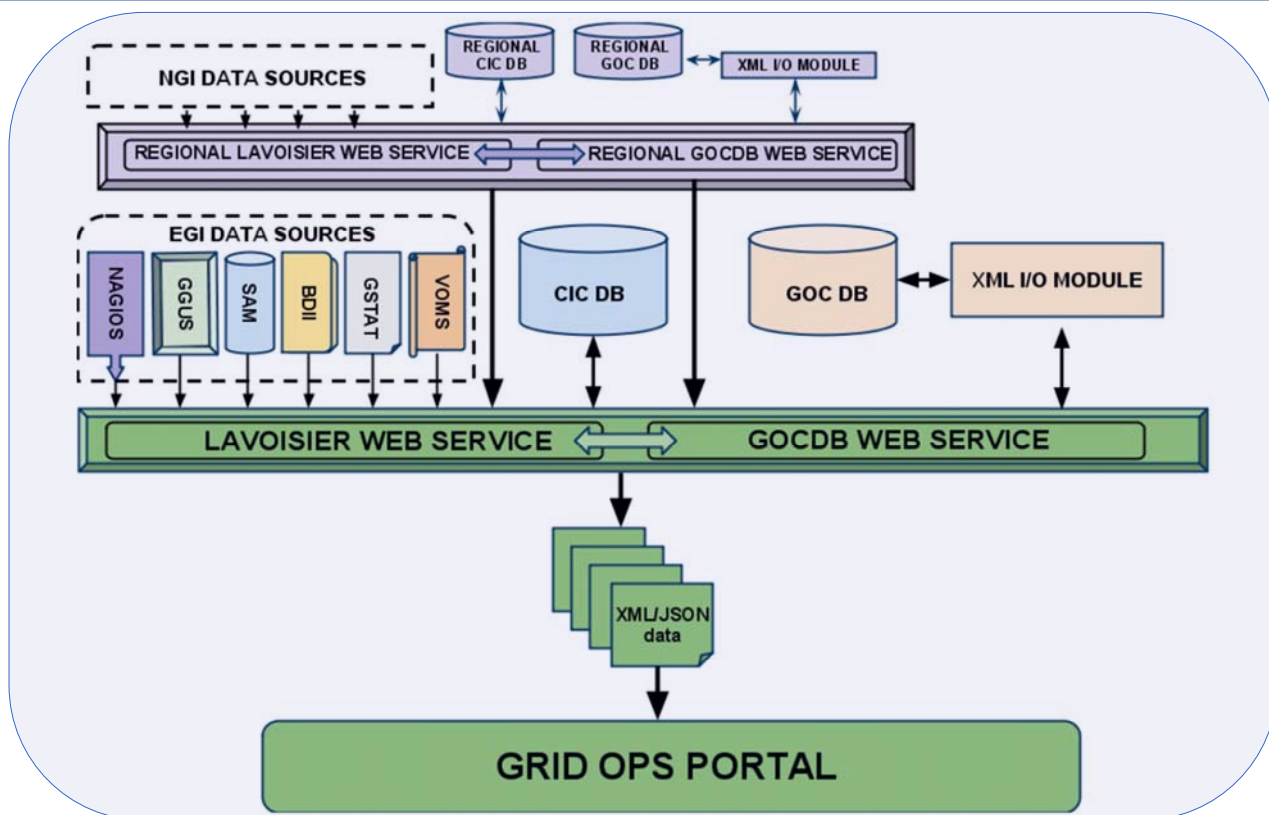 REGIONAL
CIC DB
REGIONAL
GOC DB
XML I/O MODULE
NGI DATA SOURCES
REGIONAL LAVOISIER WEB SERVICE
REGIONAL GOCDB WEB SERVICE
EGI DATA SOURCES
NAGIOS
GGUS
SAM
BDII
GSTAT
VOMS
CIC DB
GOC DB
XML I/O MODULE
LAVOISIER WEB SERVICE
GOCDB WEB SERVICE
XML/JSON
data
GRID OPS PORTAL